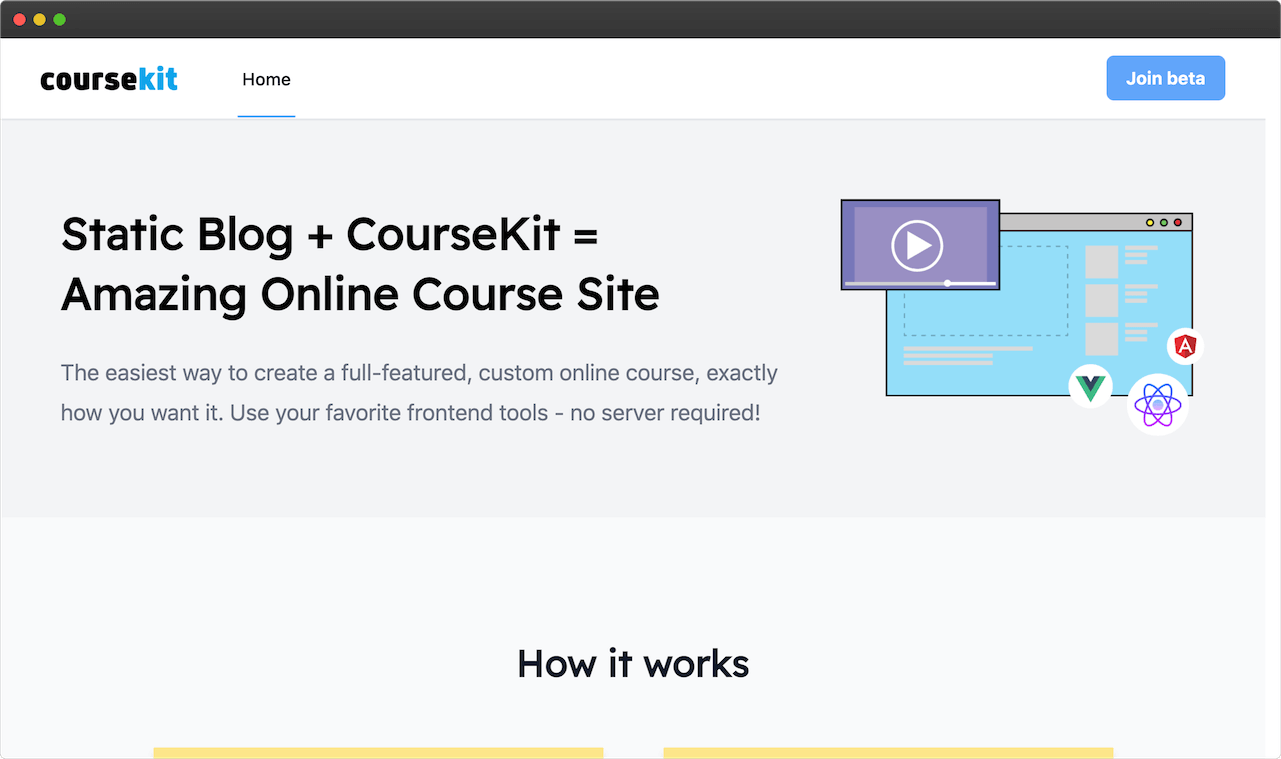 coursekit
Home
Join beta
Static Blog + CourseKit =
Amazing Online Course Site
The easiest way to create a full-featured, custom online course, exactly
how you want it. Use your favorite frontend tools - no server required!
How it works